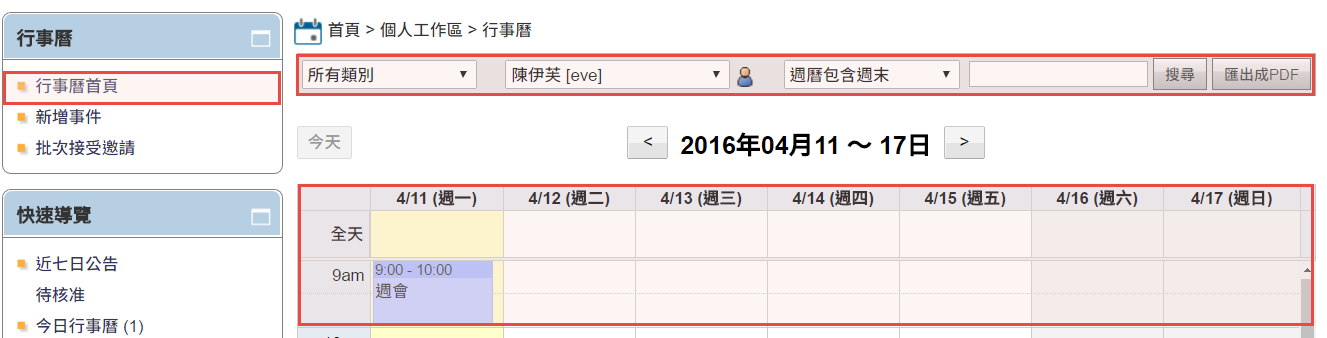 行事曆
行事曆首頁
新增事件
批次接受邀請
快速導覽
近七日公告
待核准
今日行事曆 (1)
首頁 > 個人工作區 > 行事曆
所有類別 陳伊芙 [eve] 週曆包含週末 搜尋 匯出成PDF
今天 < 2016年04月11 ～ 17日 >
4/11 (週一) 4/12 (週二) 4/13 (週三) 4/14 (週四) 4/15 (週五) 4/16 (週六) 4/17 (週日)
全天
9am 9:00 - 10:00
週會